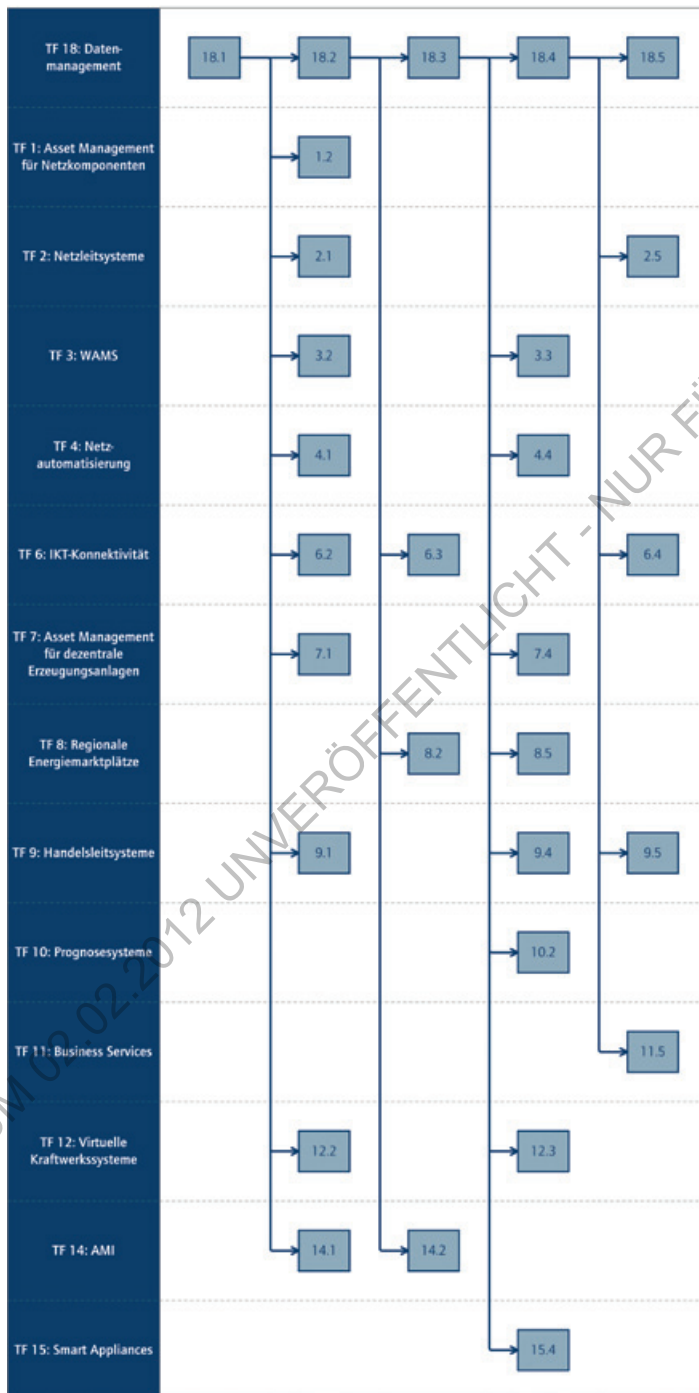 TF 18: Daten-
management
18.1
18.2
18.3
18.4
18.5
TF 1: Asset Management
für Netzkomponenten
1.2
TF 2: Netzleitsysteme
2.1
2.5
TF 3: WAMS
3.2
3.3
TF 4: Netz-
automatisierung
4.1
4.4
TF 6: IKT-Konnektivität
6.2
6.3
6.4
TF 7: Asset Management
für dezentrale
Erzeugungsanlagen
7.1
7.4
TF 8: Regionale
Energiemarktplätze
8.2
8.5
TF 9: Handelsleitsysteme
9.1
9.4
9.5
TF 10: Prognosesysteme
10.2
TF 11: Business Services
11.5
TF 12: Virtuelle
Kraftwerkssysteme
12.2
12.3
TF 14: AMI
14.1
14.2
TF 15: Smart Appliances
15.4
02.02.2012 UNVERÖFFENTLICHT - NUR